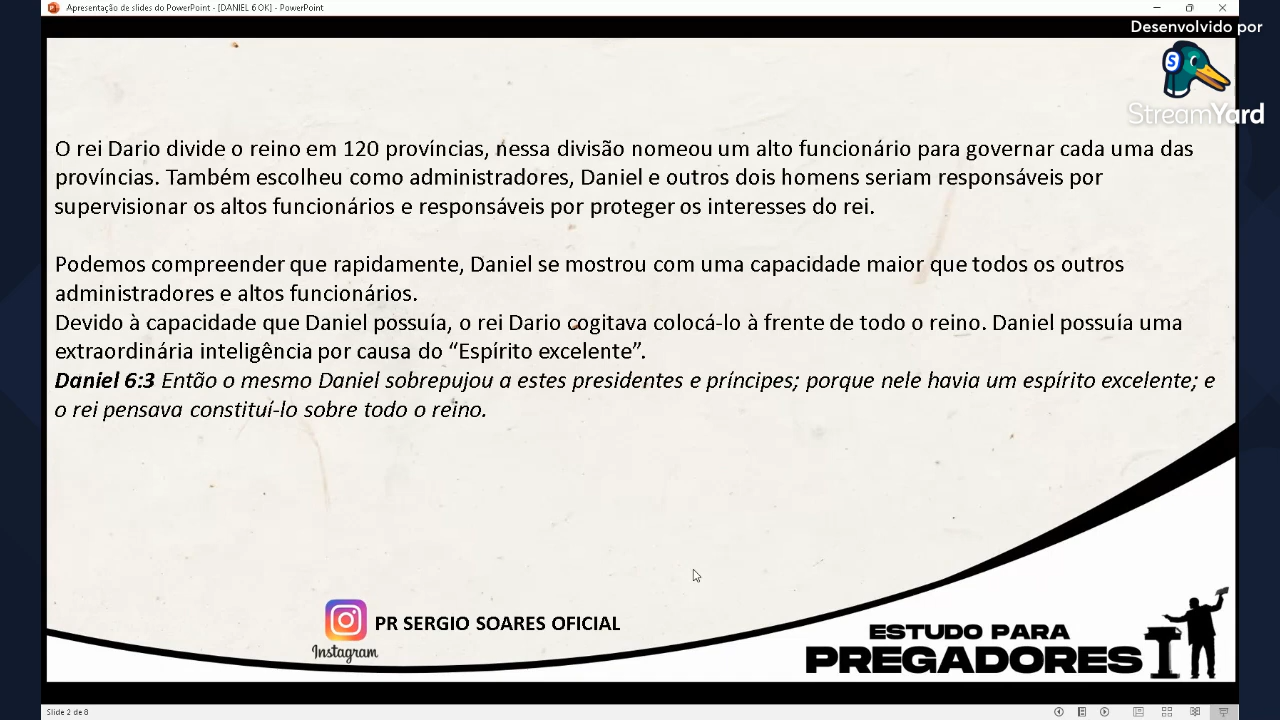 Apresentação de slides do PowerPoint - [DANIEL 6 OK] - PowerPoint
Desenvolvido por
StreamYard
O rei Dario divide o reino em 120 províncias, nessa divisão nomeou um alto funcionário para governar cada uma das
províncias. Também escolheu como administradores, Daniel e outros dois homens seriam responsáveis por
supervisionar os altos funcionários e responsáveis por proteger os interesses do rei.
Podemos compreender que rapidamente, Daniel se mostrou com uma capacidade maior que todos os outros
administradores e altos funcionários.
Devido à capacidade que Daniel possuía, o rei Dario cogitava colocá-lo à frente de todo o reino. Daniel possuía uma
extraordinária inteligência por causa do “Espírito excelente”.
Daniel 6:3 Então o mesmo Daniel sobrepujou a estes presidentes e príncipes; porque nele havia um espírito excelente; e
o rei pensava constituí-lo sobre todo o reino.
PR SERGIO SOARES OFICIAL
Instagram
ESTUDO PARA
PREGADORES
Slide 2 de 8